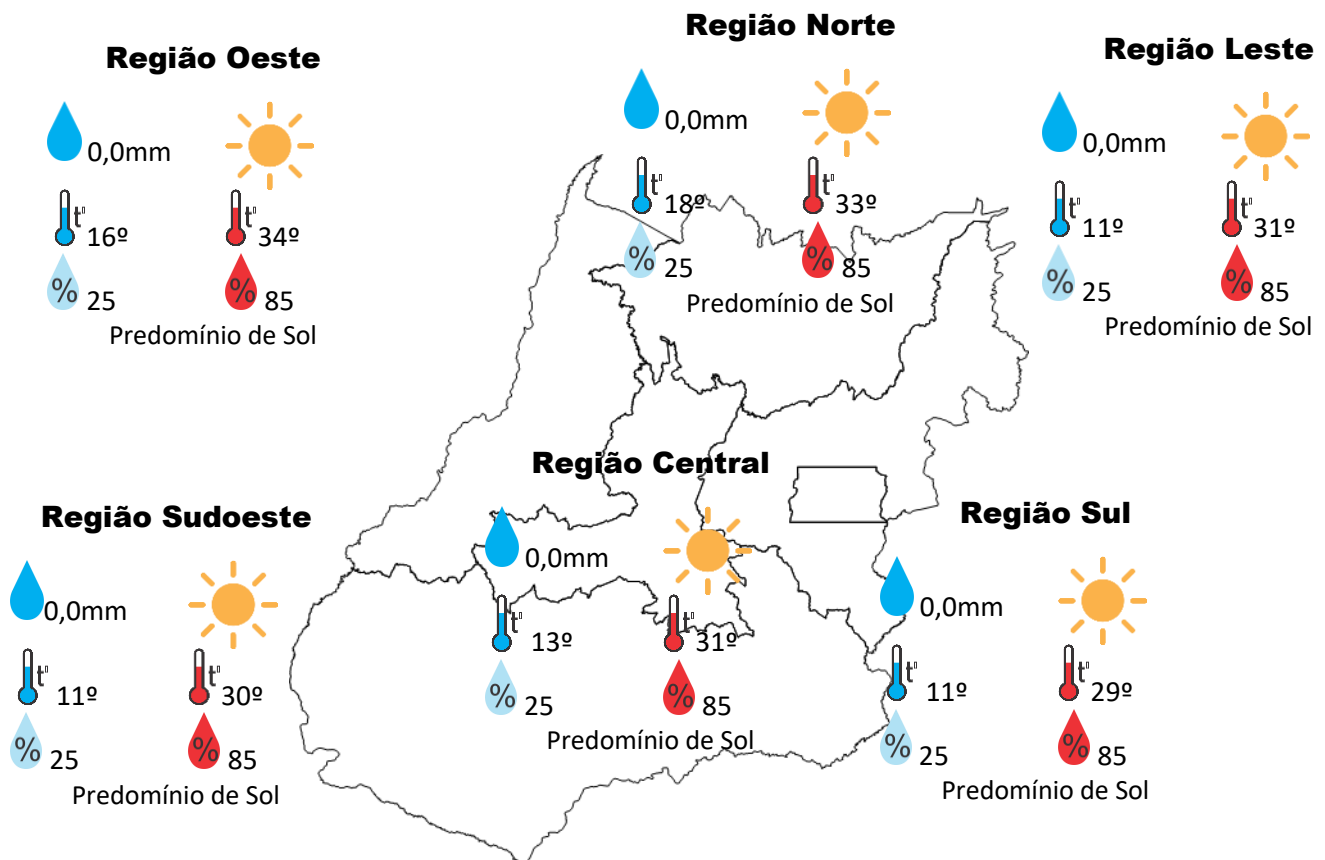 Região Oeste
0,0mm
t°
16º
t°
34º
% 25
% 85
Predomínio de Sol
Região Norte
0,0mm
t°
18º
t°
33º
% 25
% 85
Predomínio de Sol
Região Leste
0,0mm
t°
11º
t°
31º
% 25
% 85
Predomínio de Sol
Região Sudoeste
0,0mm
t°
11º
t°
30º
% 25
% 85
Predomínio de Sol
Região Central
0,0mm
t°
13º
t°
31º
% 25
% 85
Predomínio de Sol
Região Sul
0,0mm
t°
11º
t°
29º
% 25
% 85
Predomínio de Sol